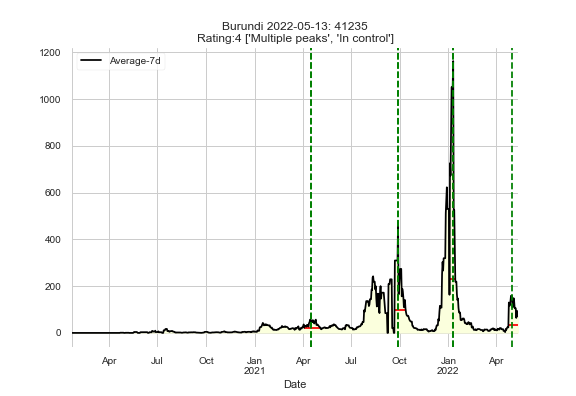 Burundi 2022-05-13: 41235
Rating:4 ['Multiple peaks', 'In control']
Average-7d
1200
1000
800
600
400
200
0
Apr Jul Oct Jan Apr Jul Oct Jan Apr
2021 2022
Date